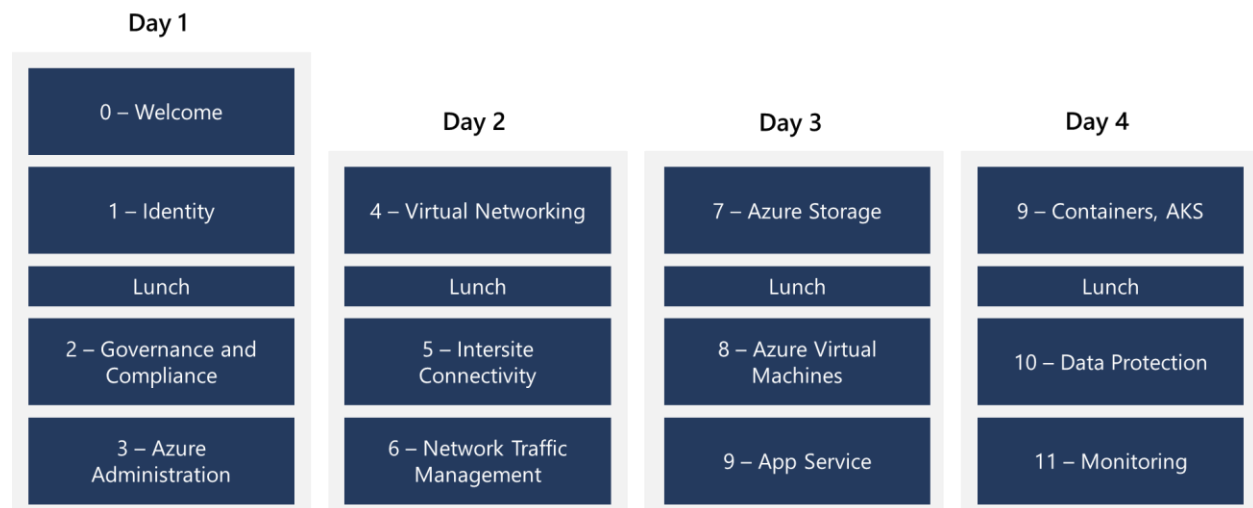 Day 1
0 – Welcome
1 – Identity
Lunch
2 – Governance and
Compliance
3 – Azure
Administration
Day 2
4 – Virtual Networking
Lunch
5 – Intersite
Connectivity
6 – Network Traffic
Management
Day 3
7 – Azure Storage
Lunch
8 – Azure Virtual
Machines
9 – App Service
Day 4
9 – Containers, AKS
Lunch
10 – Data Protection
11 – Monitoring